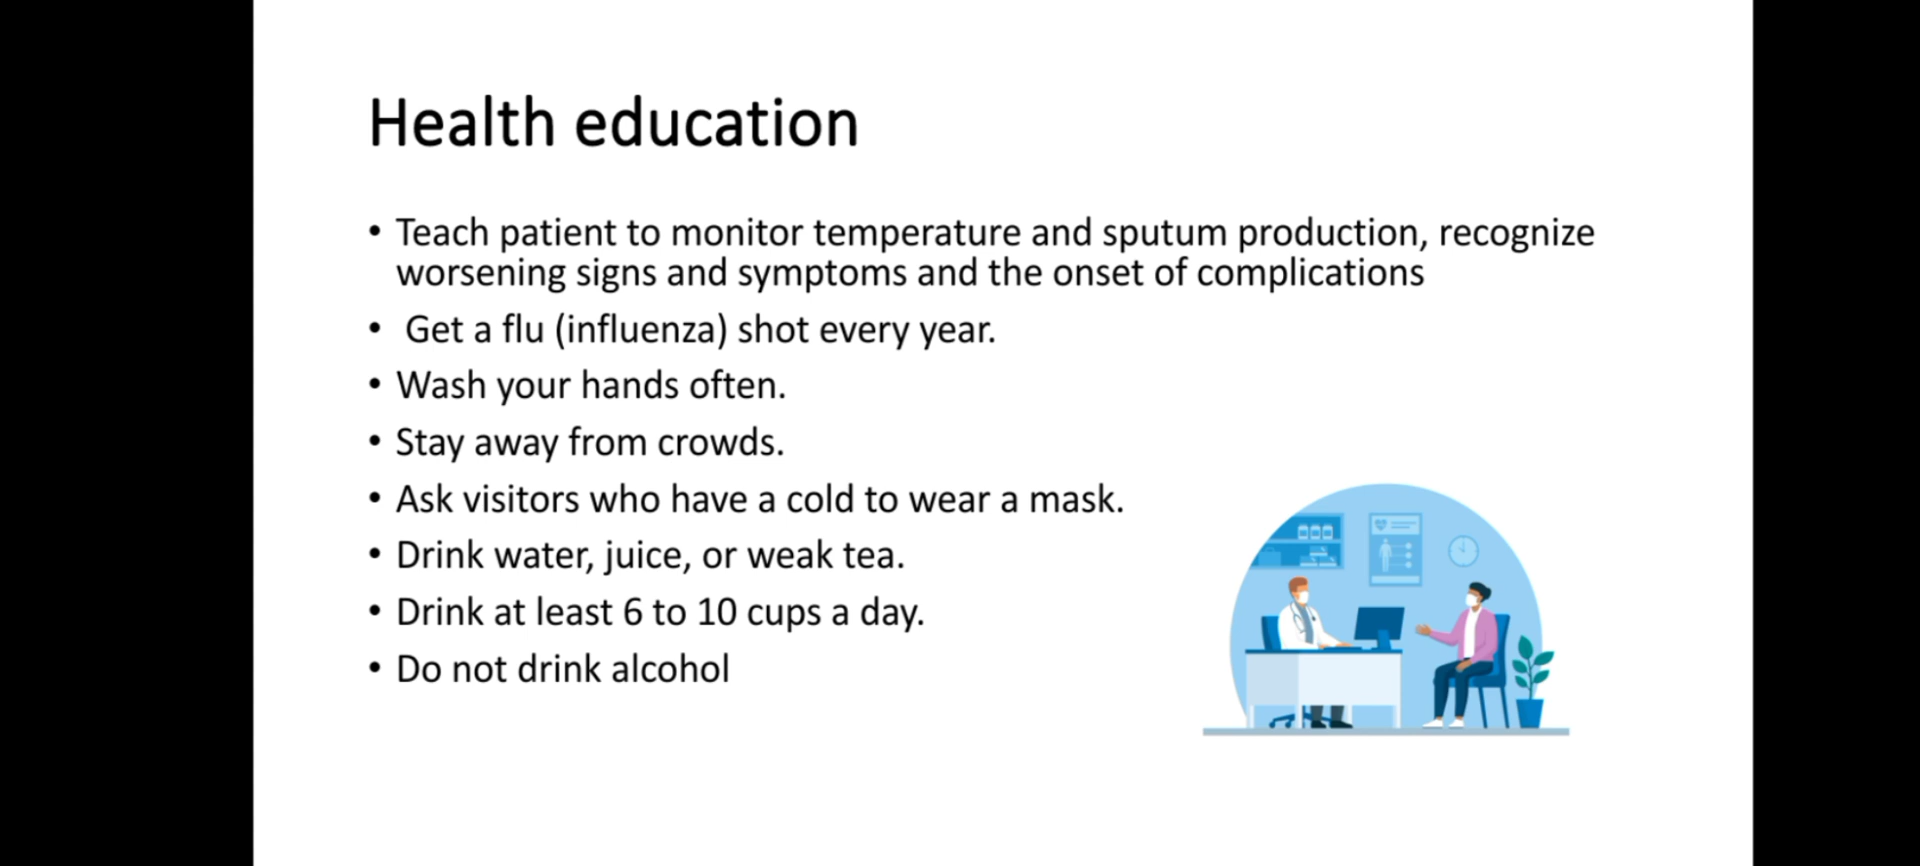 Health education
• Teach patient to monitor temperature and sputum production, recognize
worsening signs and symptoms and the onset of complications
• Get a flu (influenza) shot every year.
• Wash your hands often.
• Stay away from crowds.
• Ask visitors who have a cold to wear a mask.
• Drink water, juice, or weak tea.
• Drink at least 6 to 10 cups a day.
• Do not drink alcohol